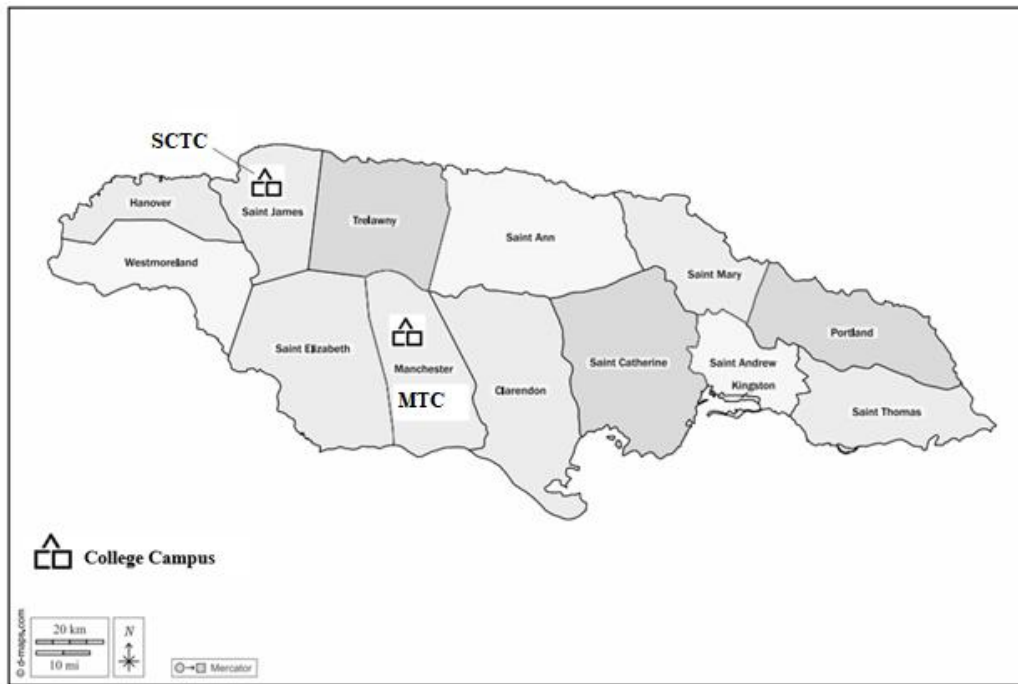 SCTC
Hanover
Saint James
Trelawny
Saint Ann
Westmoreland
Saint Mary
Saint Elizabeth
Manchester
MTC
Clarendon
Saint Catherine
Saint Andrew
Kingston
Portland
Saint Thomas
College Campus
© d-maps.com
20 km
10 mi
N
Mercator